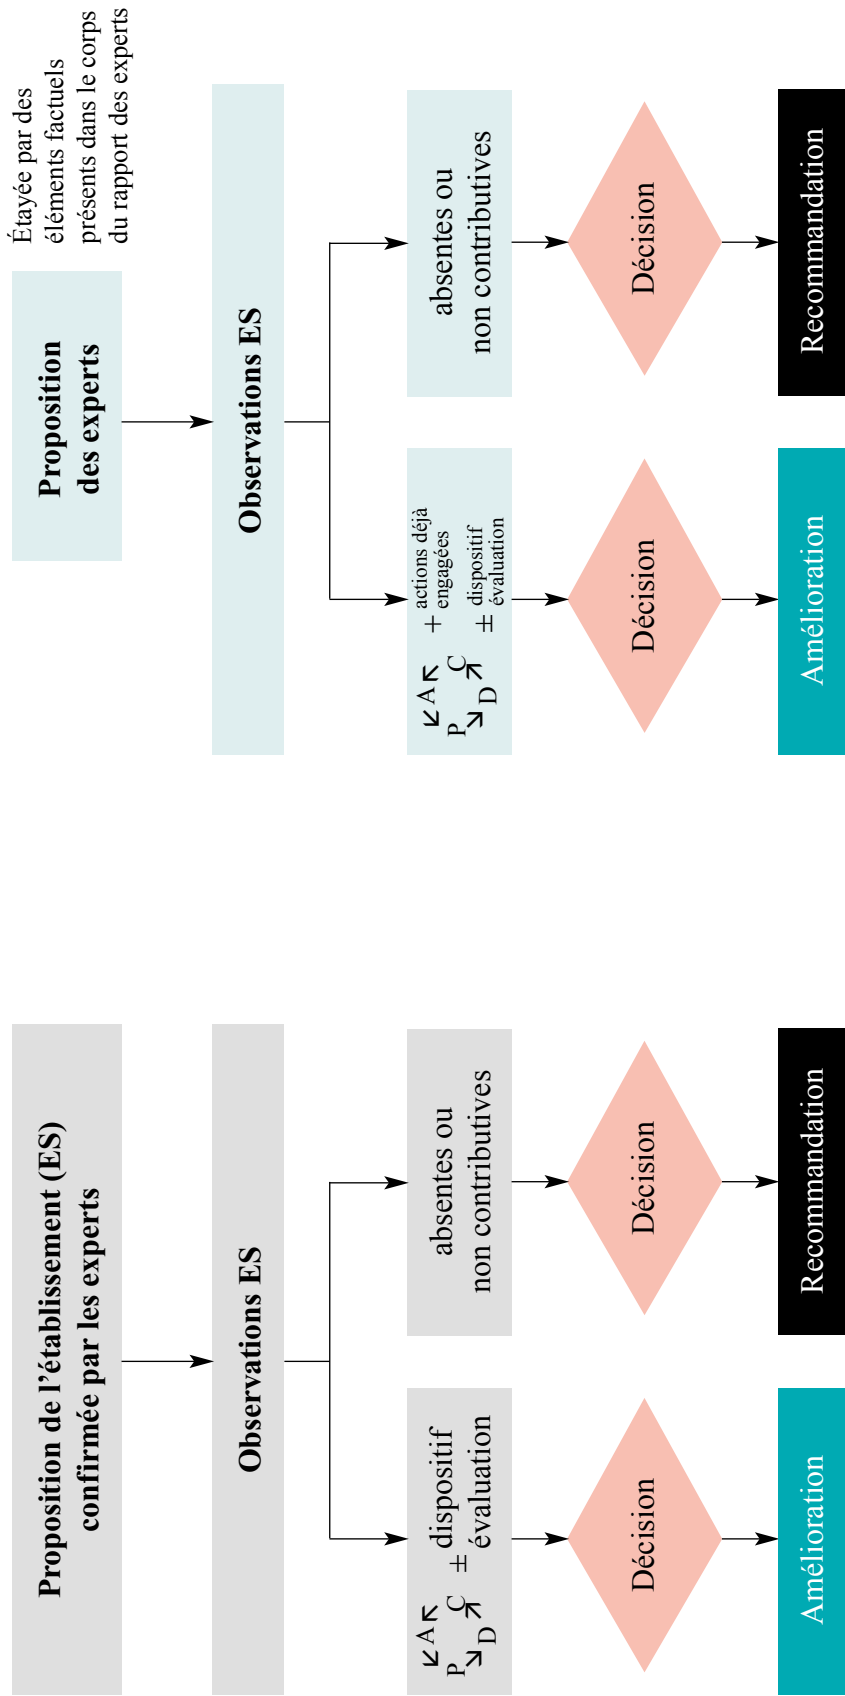 Proposition de l’établissement (ES)
confirmée par les experts
Observations ES
P
D
C
A
± dispositif
évaluation
absentes ou
non contributives
Décision
Décision
Amélioration
Recommandation
Proposition
des experts
Étayée par des
éléments factuels
présents dans le corps
du rapport des experts
Observations ES
P
D
C
A
+ actions déjà
engagées
± dispositif
évaluation
absentes ou
non contributives
Décision
Décision
Amélioration
Recommandation